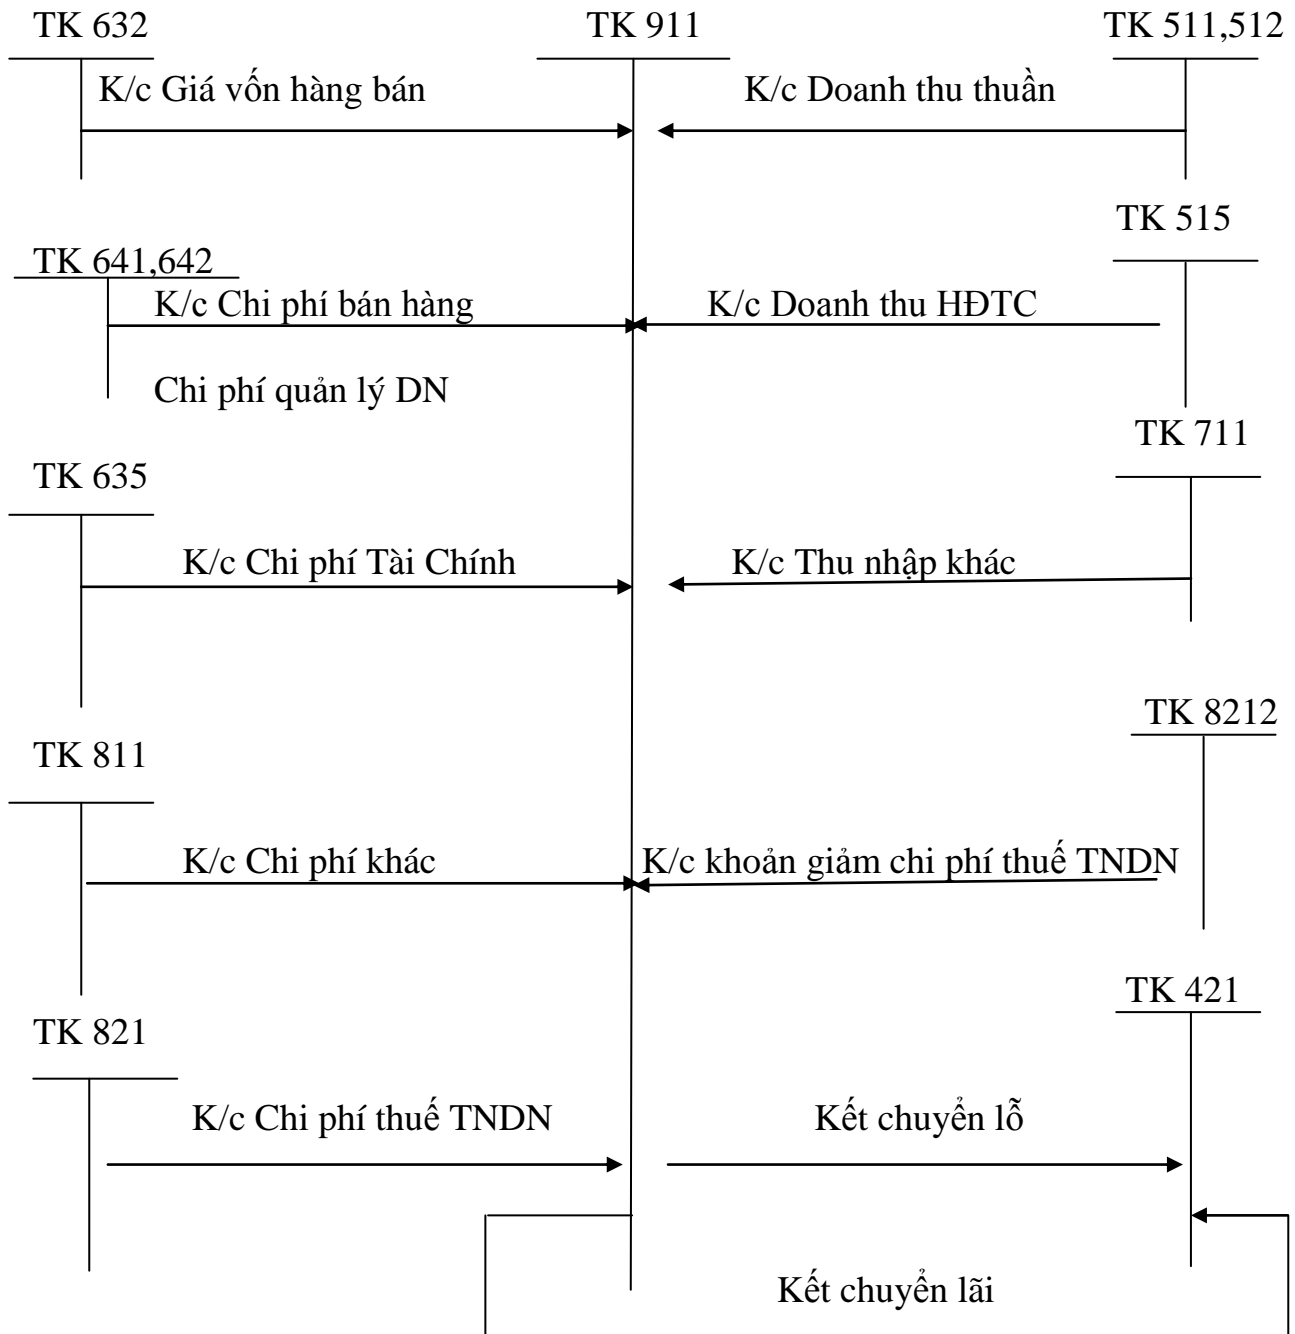 TK 632
TK 911
TK 511,512
K/c Giá vốn hàng bán
K/c Doanh thu thuần
TK 515
TK 641,642
K/c Chi phí bán hàng
K/c Doanh thu HĐTC
Chi phí quản lý DN
TK 711
TK 635
K/c Chi phí Tài Chính
K/c Thu nhập khác
TK 8212
TK 811
K/c Chi phí khác
K/c khoản giảm chi phí thuế TNDN
TK 421
TK 821
K/c Chi phí thuế TNDN
Kết chuyển lỗ
Kết chuyển lãi